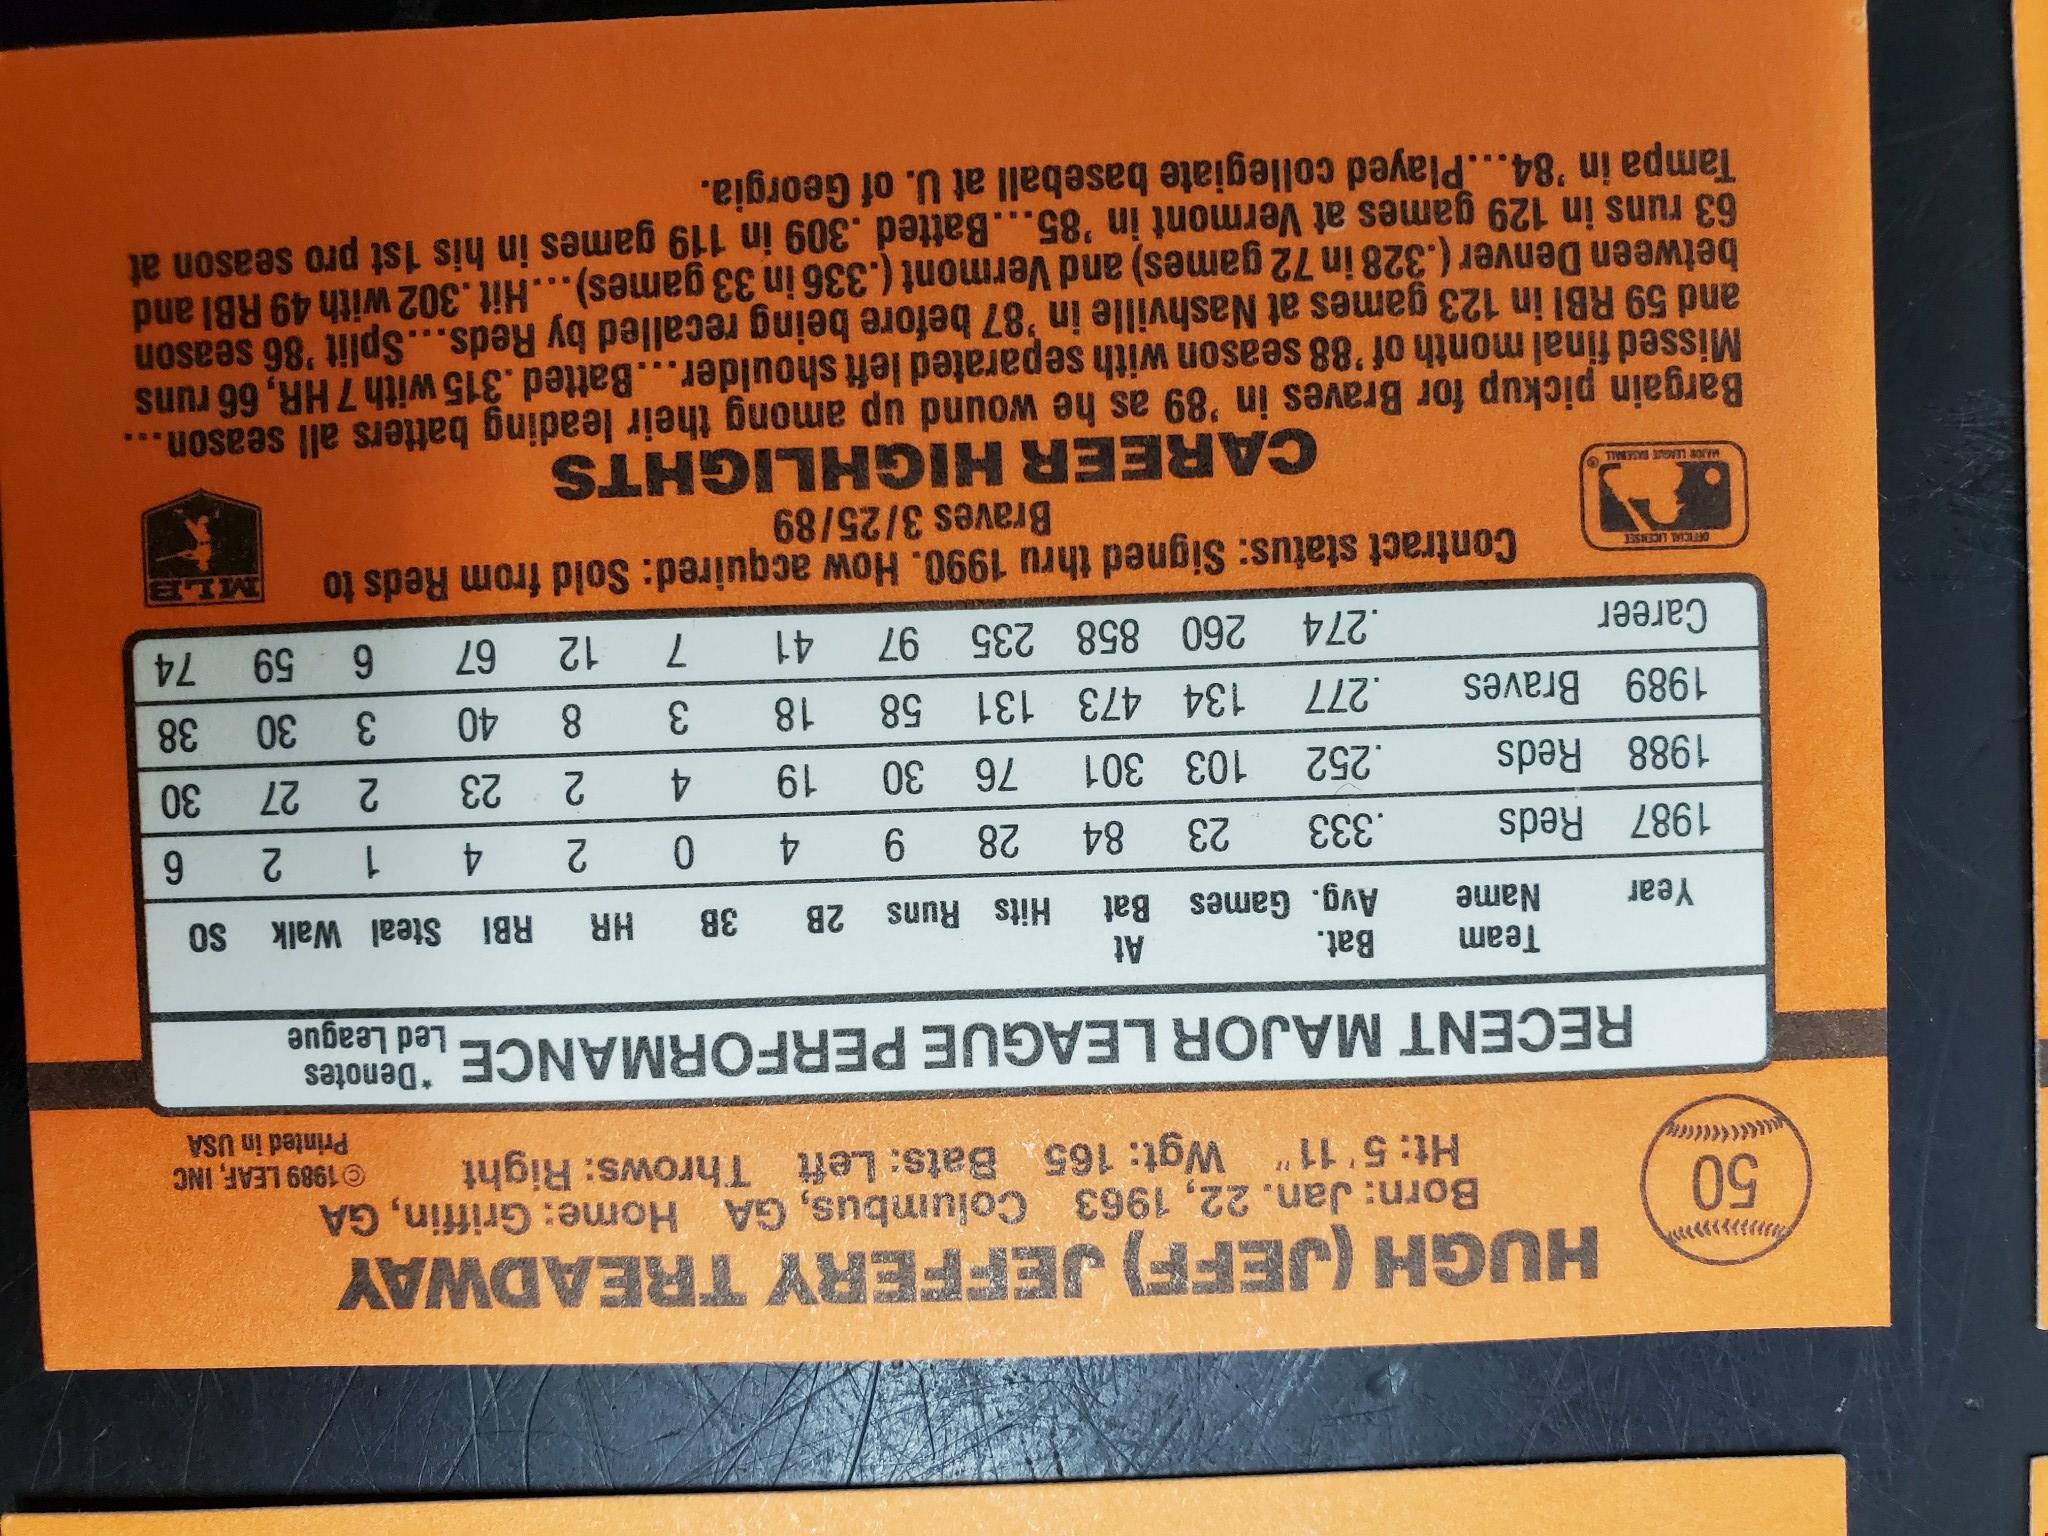 50
HUGH (JEFF) JEFFERY TREADWAY
Born: Jan. 22, 1963 Columbus, GA Home: Griffin, GA
Ht: 5'11" Wgt: 165 Bats: Left Throws: Right
©1989 LEAF, INC
Printed in USA
RECENT MAJOR LEAGUE PERFORMANCE
*Denotes
Led League
Year Team Name Bat. Avg. Games At Bat Hits Runs 2B 3B HR RBI Steal Walk SO
1987 Reds .333 23 84 28 9 4 0 2 4 1 2 6
1988 Reds .252 103 301 76 30 19 4 2 23 2 27 30
1989 Braves .277 134 473 131 58 18 3 8 40 3 30 38
Career .274 260 858 235 97 41 7 12 67 6 59 74
OFFICIAL LICENSEE
MAJOR LEAGUE BASEBALL
®
Contract status: Signed thru 1990. How acquired: Sold from Reds to
Braves 3/25/89
MLB
CAREER HIGHLIGHTS
Bargain pickup for Braves in '89 as he wound up among their leading batters all season...
Missed final month of '88 season with separated left shoulder...Batted .315 with 7 HR, 66 runs
and 59 RBI in 123 games at Nashville in '87 before being recalled by Reds...Split '86 season
between Denver (.328 in 72 games) and Vermont (.336 in 33 games)...Hit .302 with 49 RBI and
63 runs in 129 games at Vermont in '85...Batted .309 in 119 games in his 1st pro season at
Tampa in '84...Played collegiate baseball at U. of Georgia.